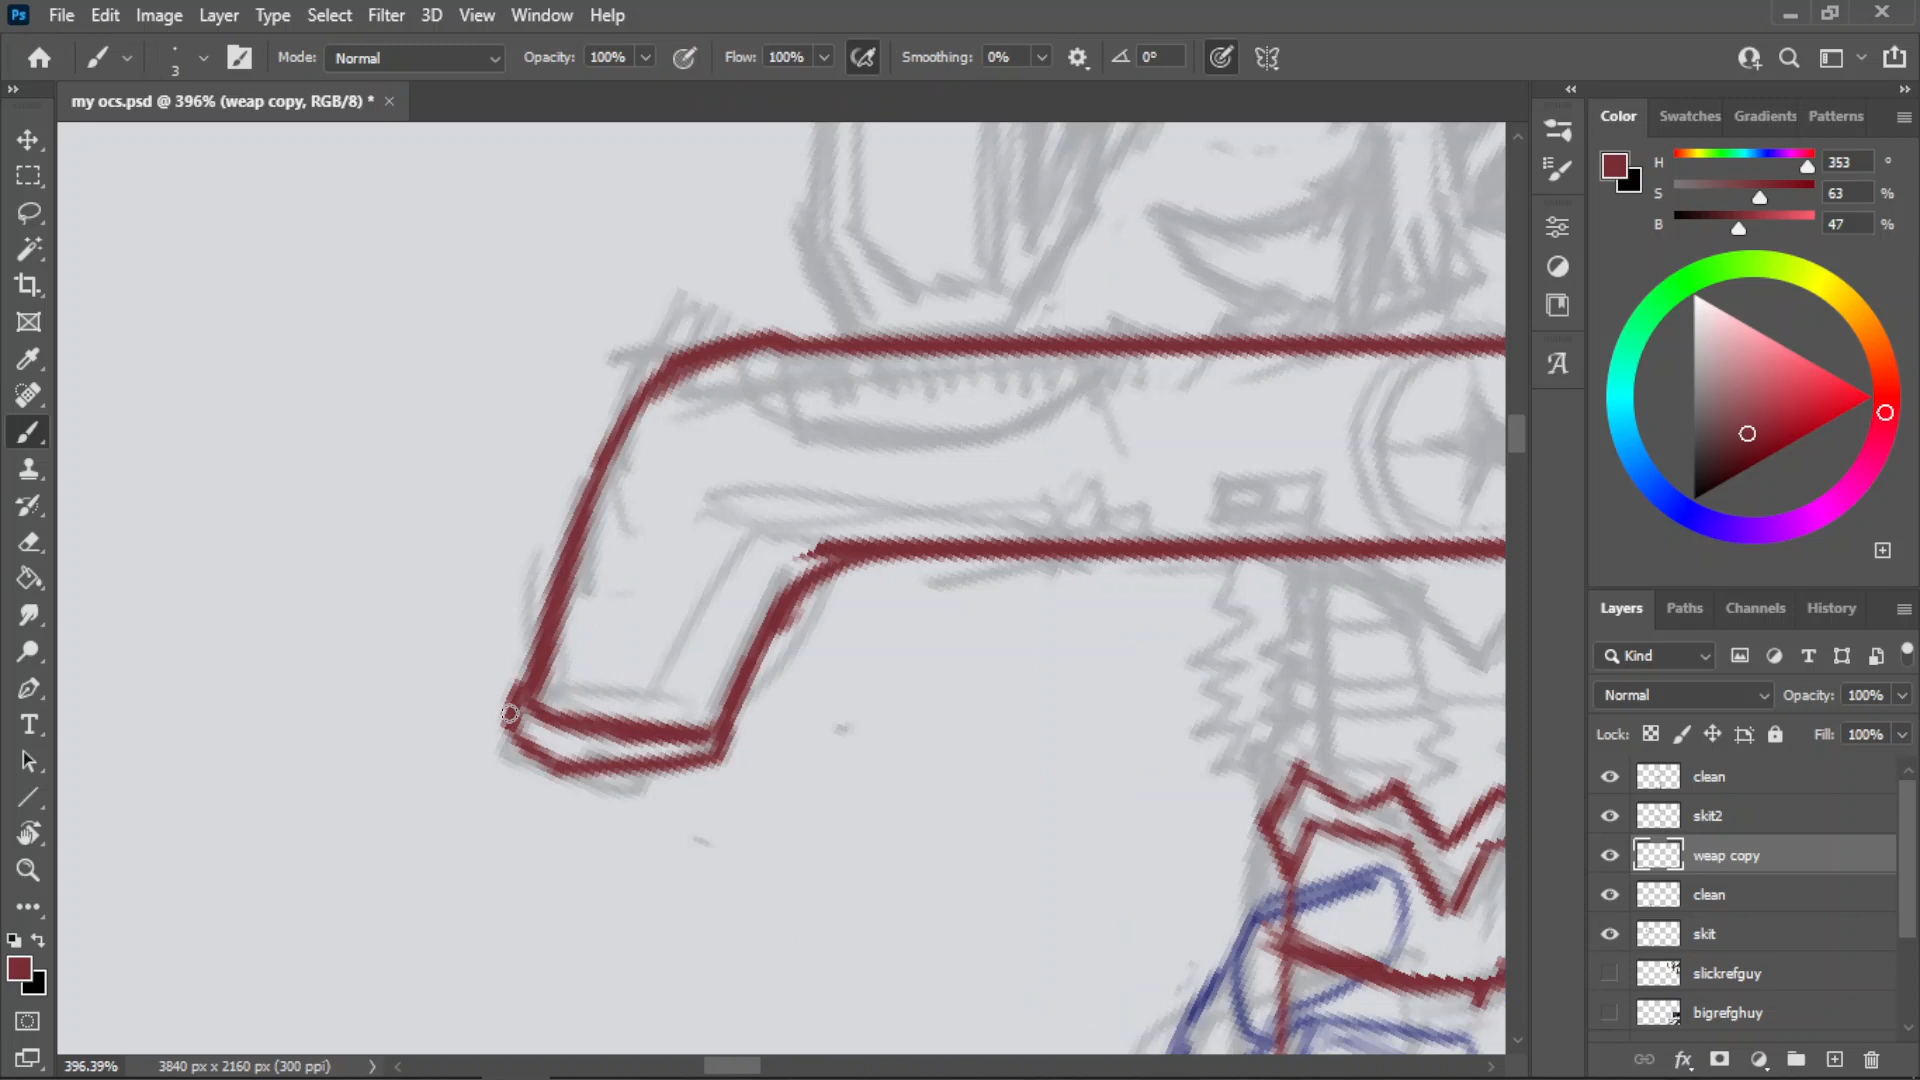 Ps File Edit Image Layer Type Select Filter 3D View Window Help
3 Mode: Normal Opacity: 100% Flow: 100% Smoothing: 0% 0°
my ocs.psd @ 396% (weap copy, RGB/8) * ×
Color Swatches Gradients Patterns
H 353 °
S 63 %
B 47 %
Layers Paths Channels History
Kind
Normal Opacity: 100%
Lock: Fill: 100%
clean
skit2
weap copy
clean
skit
slickrefguy
bigrefghuy
396.39% 3840 px x 2160 px (300 ppi)
fx